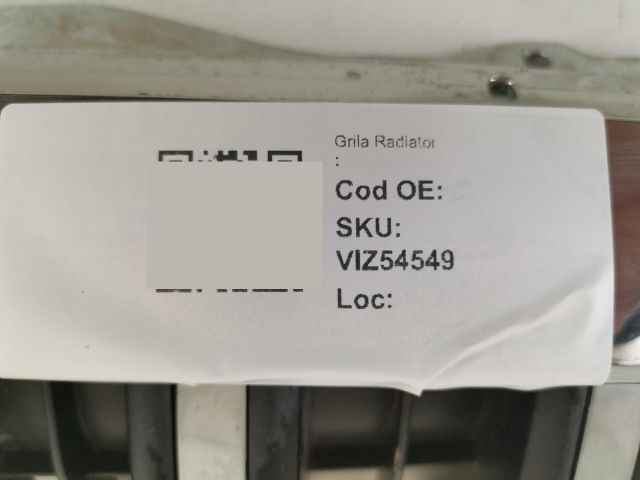 Grila Radiator
:
Cod OE:
SKU:
VIZ54549
Loc: